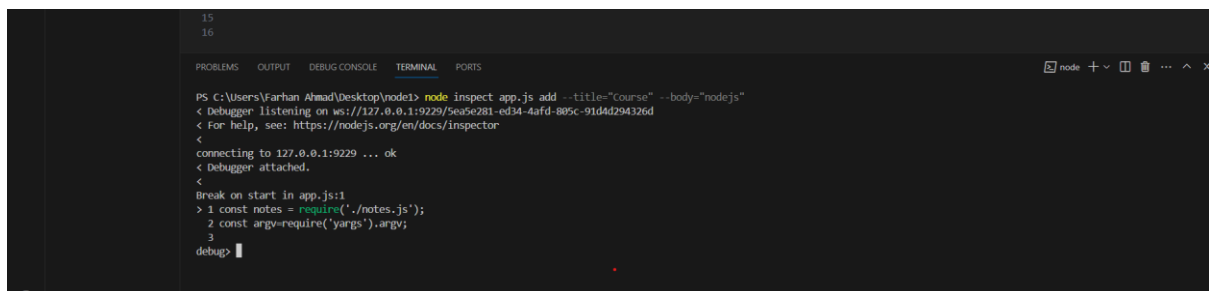 15
16
PROBLEMS OUTPUT DEBUG CONSOLE TERMINAL PORTS node
PS C:\Users\Farhan Ahmad\Desktop\node1> node inspect app.js add --title="Course" --body="nodejs"
< Debugger listening on ws://127.0.0.1:9229/5ea5e281-ed34-4afd-805c-91d4d294326d
< For help, see: https://nodejs.org/en/docs/inspector
<
connecting to 127.0.0.1:9229 ... ok
< Debugger attached.
<
Break on start in app.js:1
> 1 const notes = require('./notes.js');
  2 const argv=require('yargs').argv;
  3
debug>